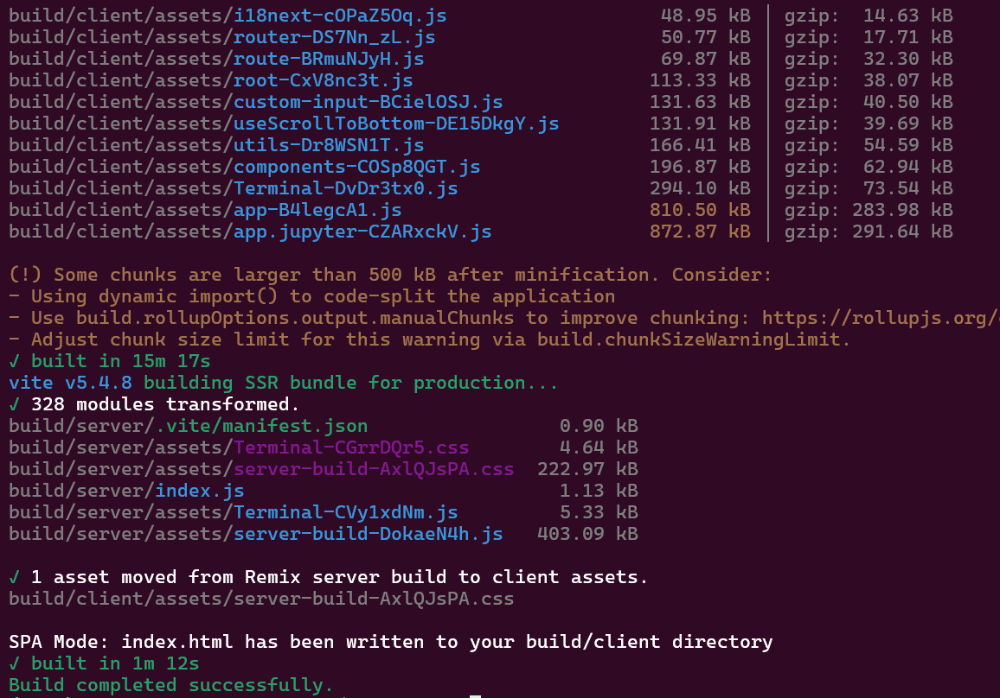 build/client/assets/i18next-cOPaZ5Oq.js 48.95 kB │ gzip: 14.63 kB
build/client/assets/router-DS7Nn_zL.js 50.77 kB │ gzip: 17.71 kB
build/client/assets/route-BRmuNJyH.js 69.87 kB │ gzip: 32.30 kB
build/client/assets/root-CxV8nc3t.js 113.33 kB │ gzip: 38.07 kB
build/client/assets/custom-input-BCielOSJ.js 131.63 kB │ gzip: 40.50 kB
build/client/assets/useScrollToBottom-DE15DkgY.js 131.91 kB │ gzip: 39.69 kB
build/client/assets/utils-Dr8WSN1T.js 166.41 kB │ gzip: 54.59 kB
build/client/assets/components-COSp8QGT.js 196.87 kB │ gzip: 62.94 kB
build/client/assets/Terminal-DvDr3tx0.js 294.10 kB │ gzip: 73.54 kB
build/client/assets/app-B4legcA1.js 810.50 kB │ gzip: 283.98 kB
build/client/assets/app.jupyter-CZARxckV.js 872.87 kB │ gzip: 291.64 kB
(!) Some chunks are larger than 500 kB after minification. Consider:
- Using dynamic import() to code-split the application
- Use build.rollupOptions.output.manualChunks to improve chunking: https://rollupjs.org/
- Adjust chunk size limit for this warning via build.chunkSizeWarningLimit.
✓ built in 15m 17s
vite v5.4.8 building SSR bundle for production...
✓ 328 modules transformed.
build/server/.vite/manifest.json 0.90 kB
build/server/assets/Terminal-CGrrDQr5.css 4.64 kB
build/server/assets/server-build-AxlQJsPA.css 222.97 kB
build/server/index.js 1.13 kB
build/server/assets/Terminal-CVy1xdNm.js 5.33 kB
build/server/assets/server-build-DokaeN4h.js 403.09 kB
✓ 1 asset moved from Remix server build to client assets.
build/client/assets/server-build-AxlQJsPA.css
SPA Mode: index.html has been written to your build/client directory
✓ built in 1m 12s
Build completed successfully.